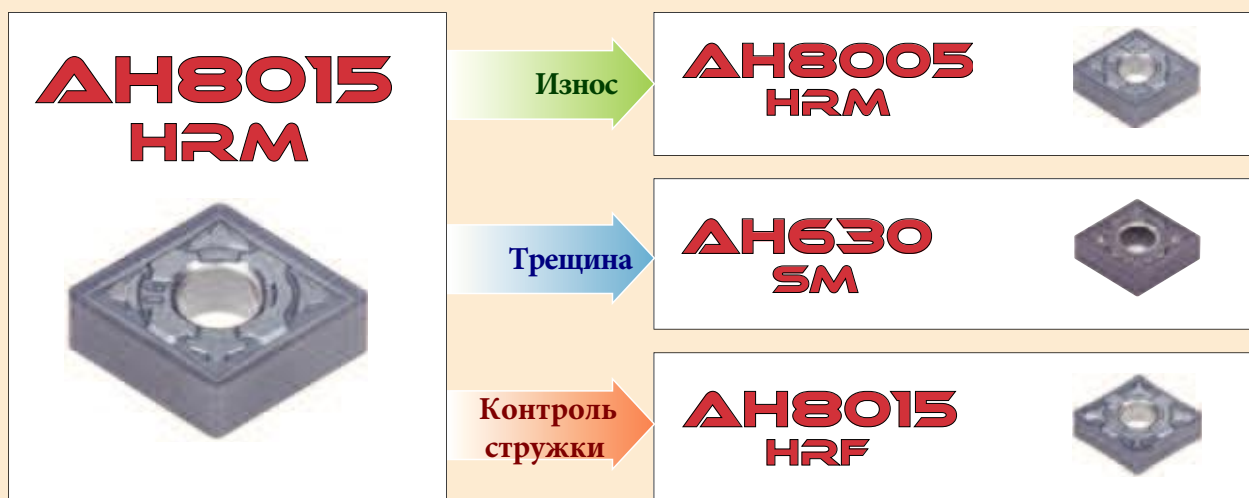 AH8015
HRM
Износ
AH8005
HRM
Трещина
AH630
SM
Контроль
стружки
AH8015
HRF